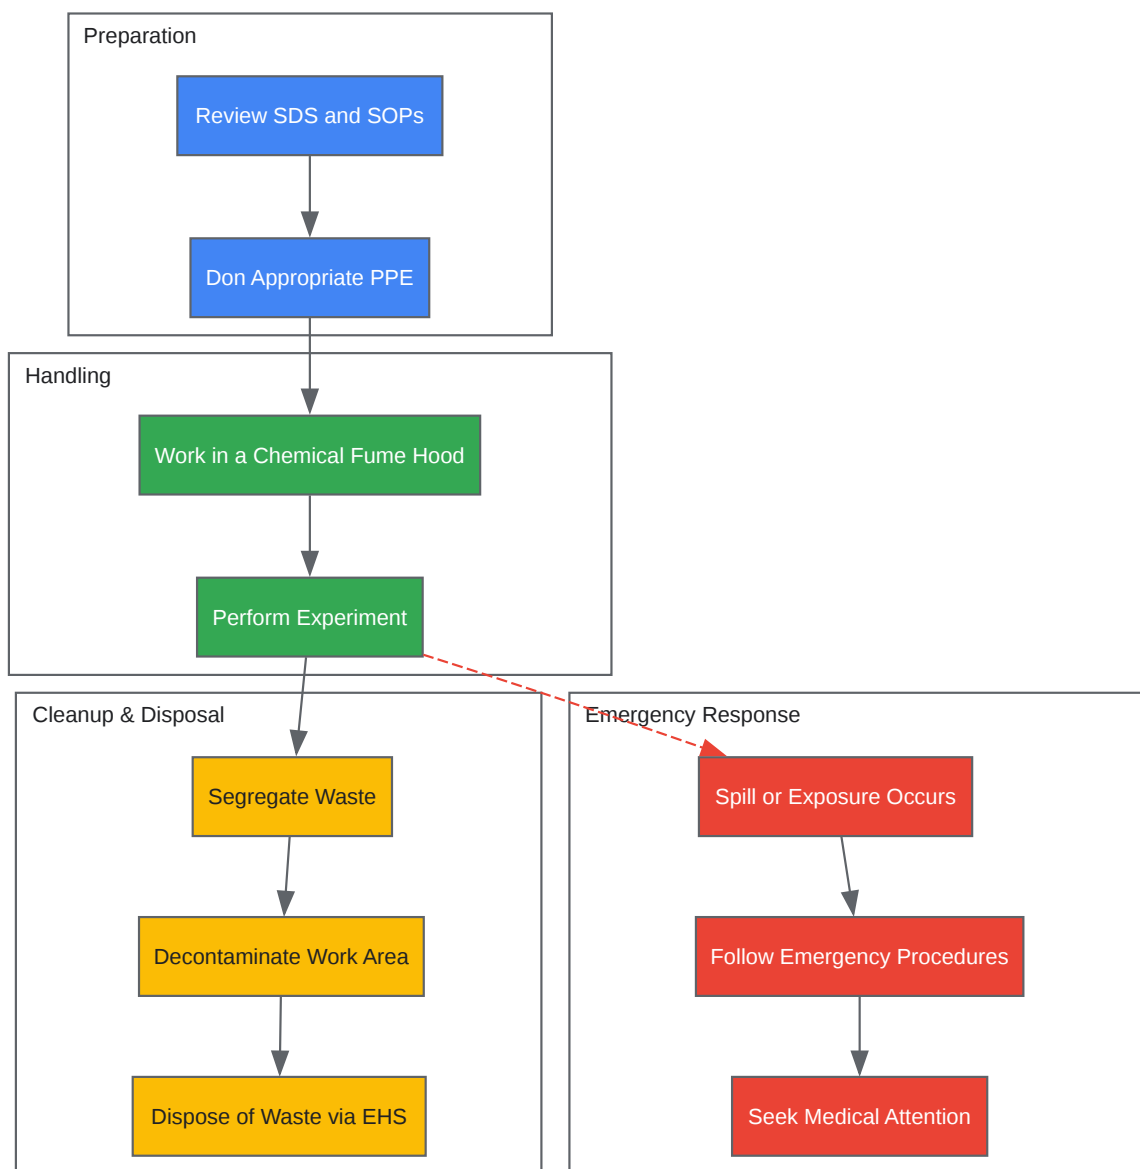 Preparation
Review SDS and SOPs
Don Appropriate PPE
Handling
Work in a Chemical Fume Hood
Perform Experiment
Cleanup & Disposal
Segregate Waste
Decontaminate Work Area
Dispose of Waste via EHS
Emergency Response
Spill or Exposure Occurs
Follow Emergency Procedures
Seek Medical Attention